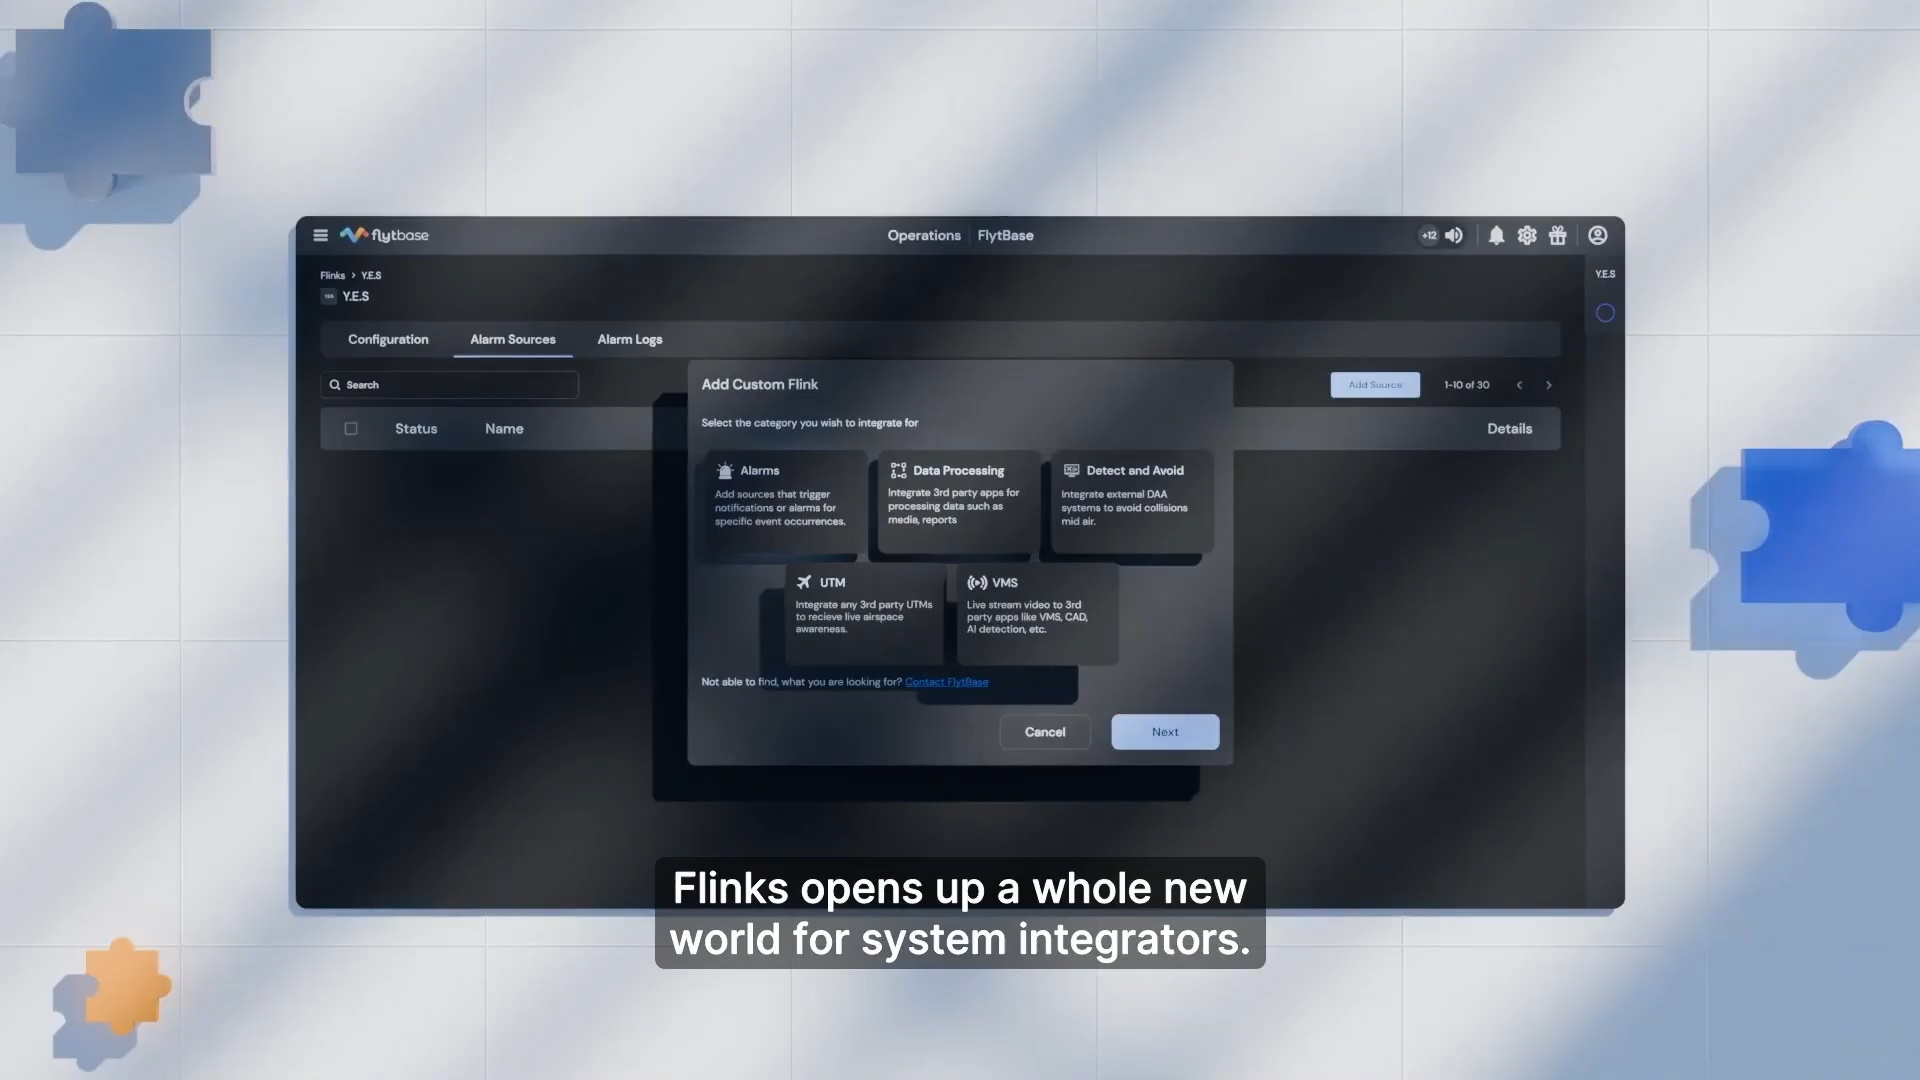 flytbase
Operations
FlytBase
+12
Flinks > Y.E.S
Y.E.S
YES
Y.E.S
Configuration
Alarm Sources
Alarm Logs
Search
Add Source
1-10 of 30
Status
Name
Details
Add Custom Flink
Select the category you wish to integrate for
Alarms
Add sources that trigger
notifications or alarms for
specific event occurrences.
Data Processing
Integrate 3rd party apps for
processing data such as
media, reports
Detect and Avoid
Integrate external DAA
systems to avoid collisions
mid air.
UTM
Integrate any 3rd party UTMs
to recieve live airspace
awareness.
VMS
Live stream video to 3rd
party apps like VMS, CAD,
AI detection, etc.
Not able to find, what you are looking for? Contact FlytBase
Cancel
Next
Flinks opens up a whole new
world for system integrators.